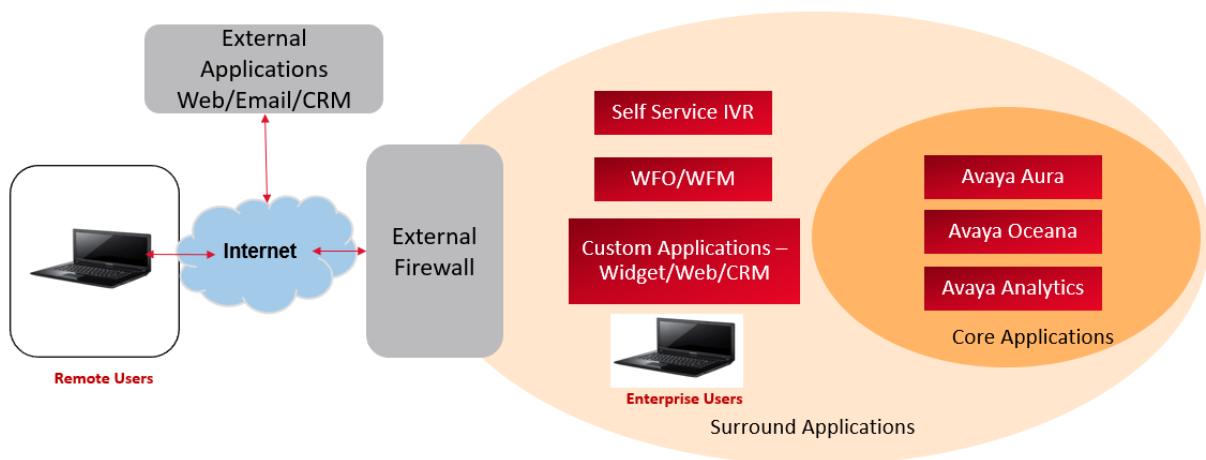 External
Applications
Web/Email/CRM
Remote Users
Internet
External
Firewall
Self Service IVR
WFO/WFM
Custom Applications –
Widget/Web/CRM
Enterprise Users
Surround Applications
Avaya Aura
Avaya Oceana
Avaya Analytics
Core Applications